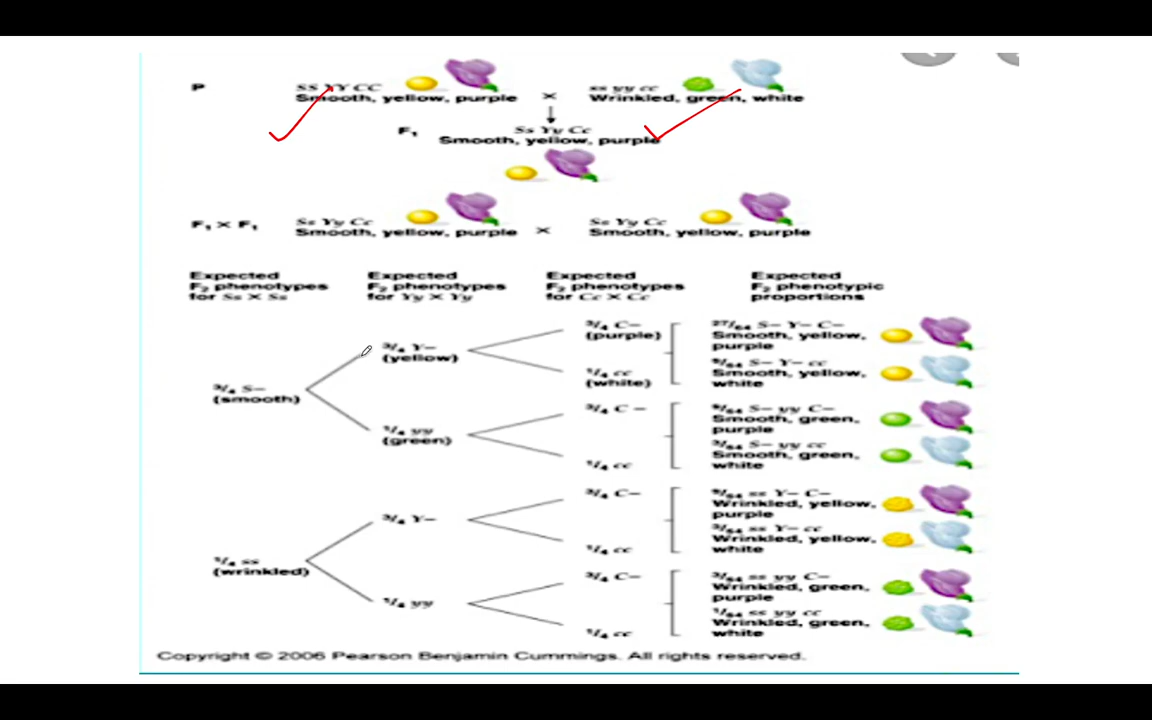 P
SS YY CC
Smooth, yellow, purple
×
ss yy cc
Wrinkled, green, white
F₁
Ss Yy Cc
Smooth, yellow, purple
F₁ × F₁
Ss Yy Cc
Smooth, yellow, purple
×
Ss Yy Cc
Smooth, yellow, purple
Expected
F₂ phenotypes
for Ss × Ss
Expected
F₂ phenotypes
for Yy × Yy
Expected
F₂ phenotypes
for Cc × Cc
Expected
F₂ phenotypic
proportions
3/4 S–
(smooth)
3/4 Y–
(yellow)
3/4 C–
(purple)
27/64 S– Y– C–
Smooth, yellow,
purple
1/4 cc
(white)
9/64 S– Y– cc
Smooth, yellow,
white
1/4 yy
(green)
3/4 C –
9/64 S– yy C–
Smooth, green,
purple
1/4 cc
3/64 S– yy cc
Smooth, green,
white
1/4 ss
(wrinkled)
3/4 Y–
3/4 C–
9/64 ss Y– C–
Wrinkled, yellow,
purple
1/4 cc
3/64 ss Y– cc
Wrinkled, yellow,
white
1/4 yy
3/4 C–
3/64 ss yy C–
Wrinkled, green,
purple
1/4 cc
1/64 ss yy cc
Wrinkled, green,
white
Copyright © 2006 Pearson Benjamin Cummings. All rights reserved.